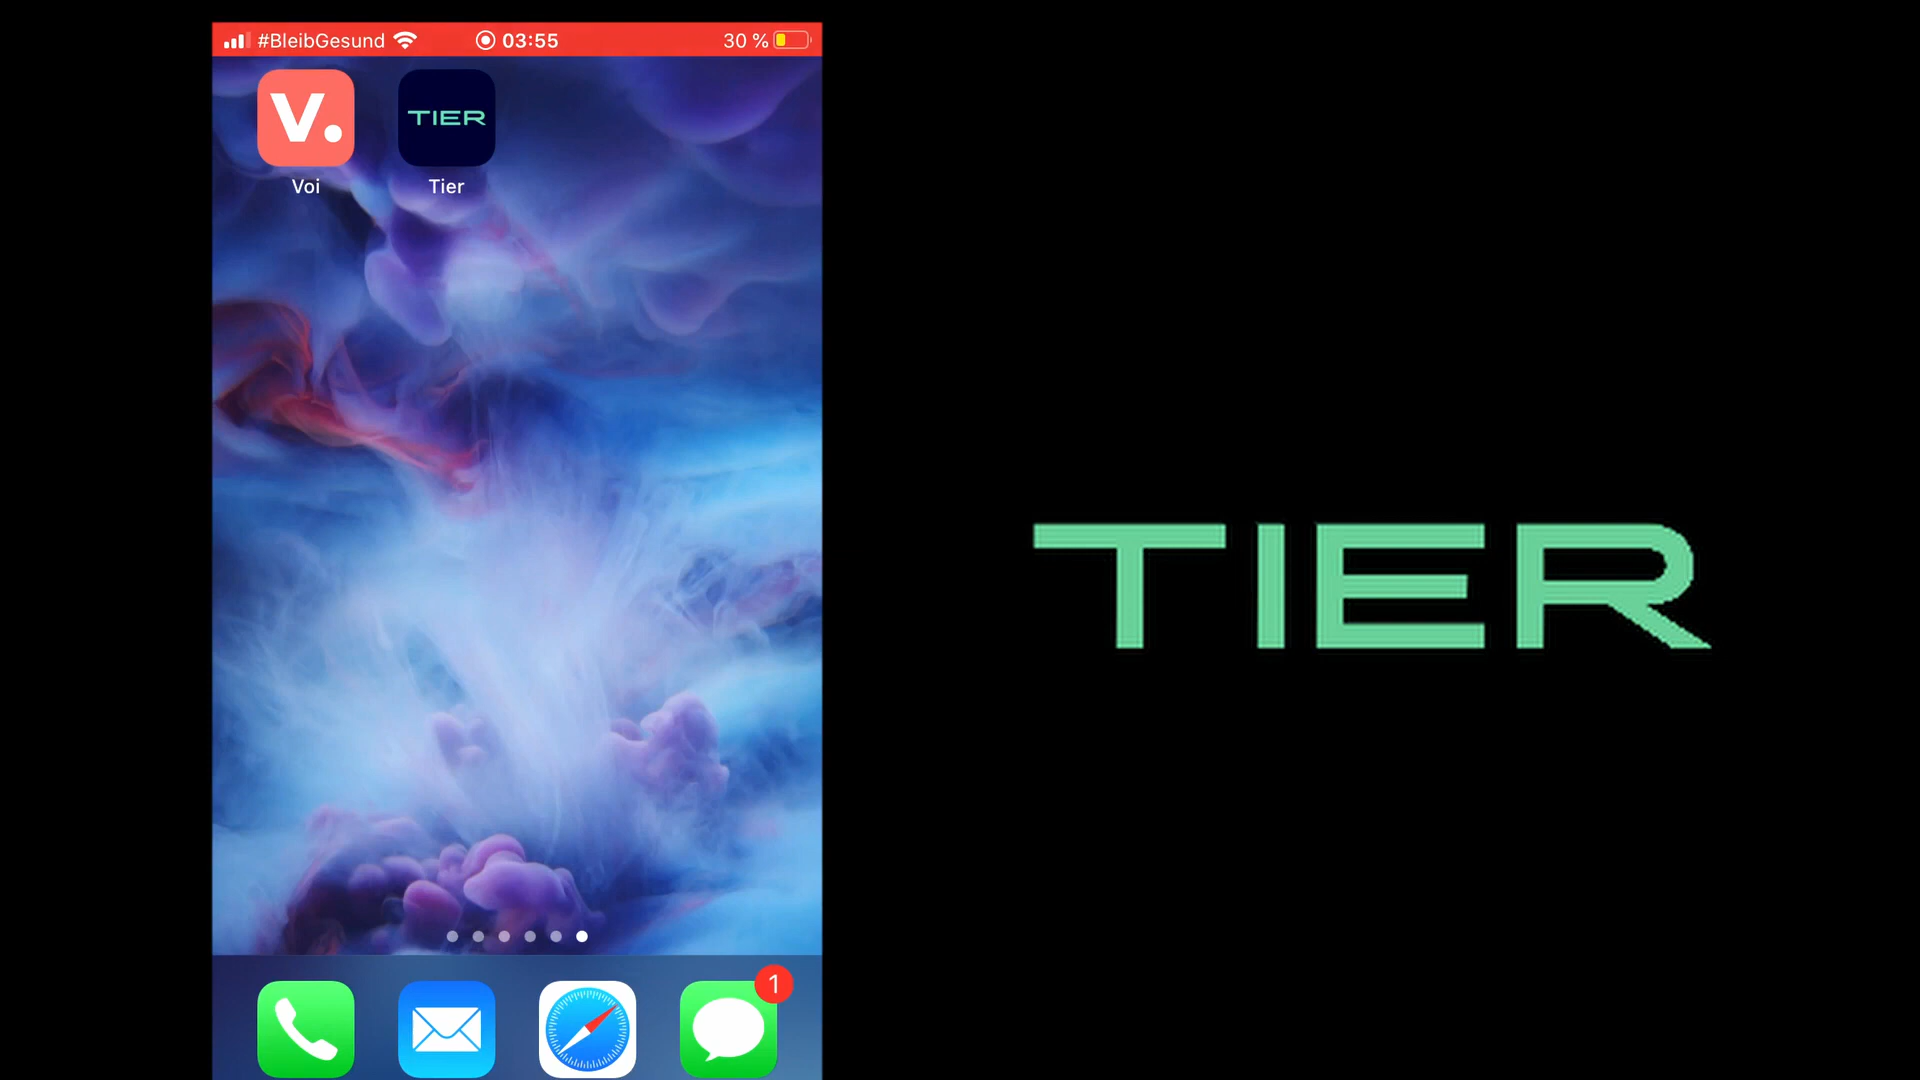 #BleibGesund 03:55 30 %
V. TIER
Voi Tier
TIER
1